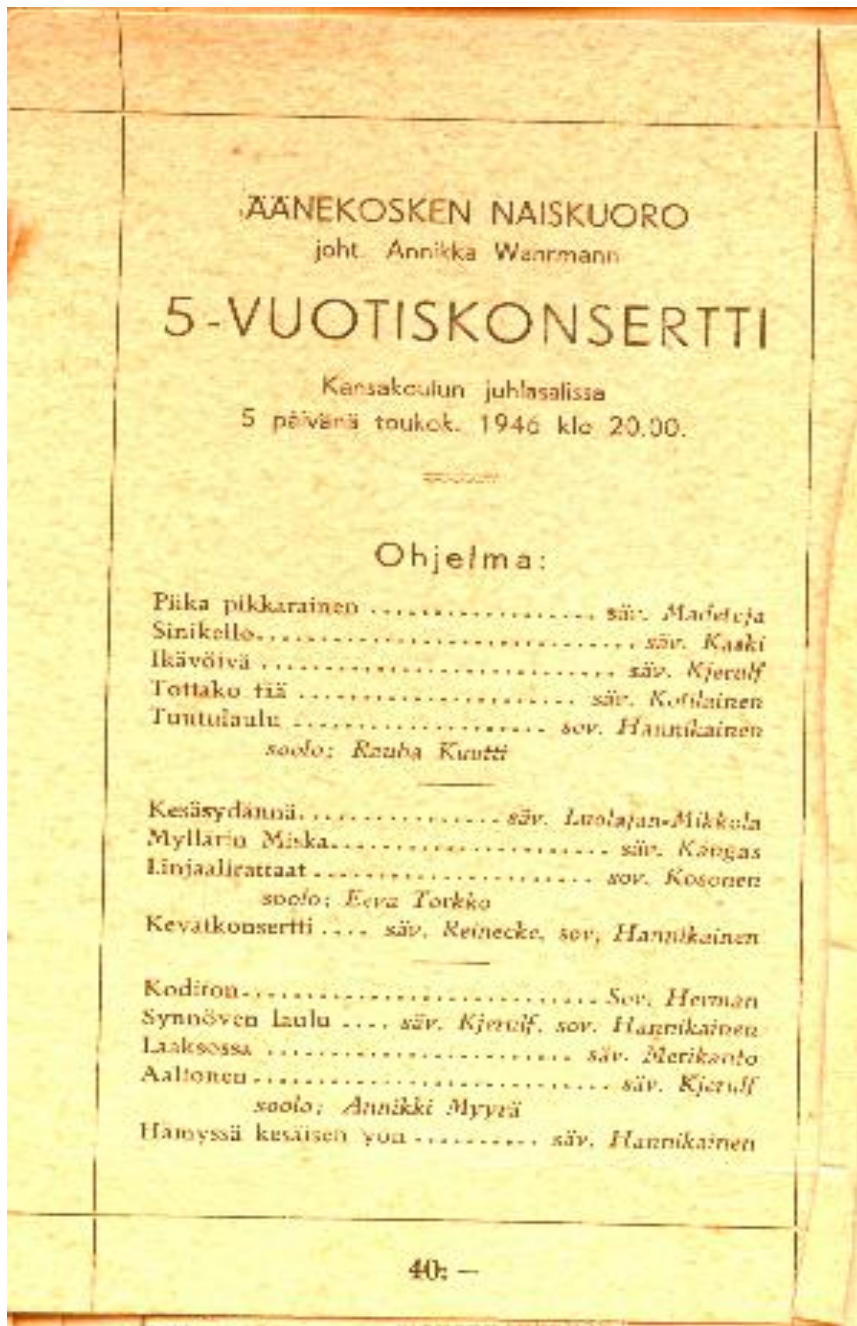 ÄÄNEKOSKEN NAISKUORO
joht. Annikka Wahrmann
5-VUOTISKONSERTTI
Kansakoulun juhlasalissa
5 päivänä toukok. 1946 klo 20.00.
Ohjelma:
Piika pikkarainen ..................... säv. Madetoja
Sinikello................................... säv. Kaski
Ikävöivä .................................. säv. Kjerulf
Tottako tiä .......................... säv. Kotilainen
Tuutulaulu ....................... sov. Hannikainen
soolo: Rauha Kuutti
Kesäsydännä.................. säv. Luolajan-Mikkola
Myllärin Miska.......................... säv. Kangas
Linjaalirattaat .......................... sov. Kosonen
soolo: Eeva Torkko
Kevätkonsertti .... säv. Reinecke, sov. Hannikainen
Koditon................................ Sov. Herman
Synnöven laulu .... säv. Kjerulf, sov. Hannikainen
Laaksossa ............................ säv. Merikanto
Aaltonen................................. säv. Kjerulf
soolo: Annikki Myyrä
Hämyssä kesäisen yön ........... säv. Hannikainen
40: —